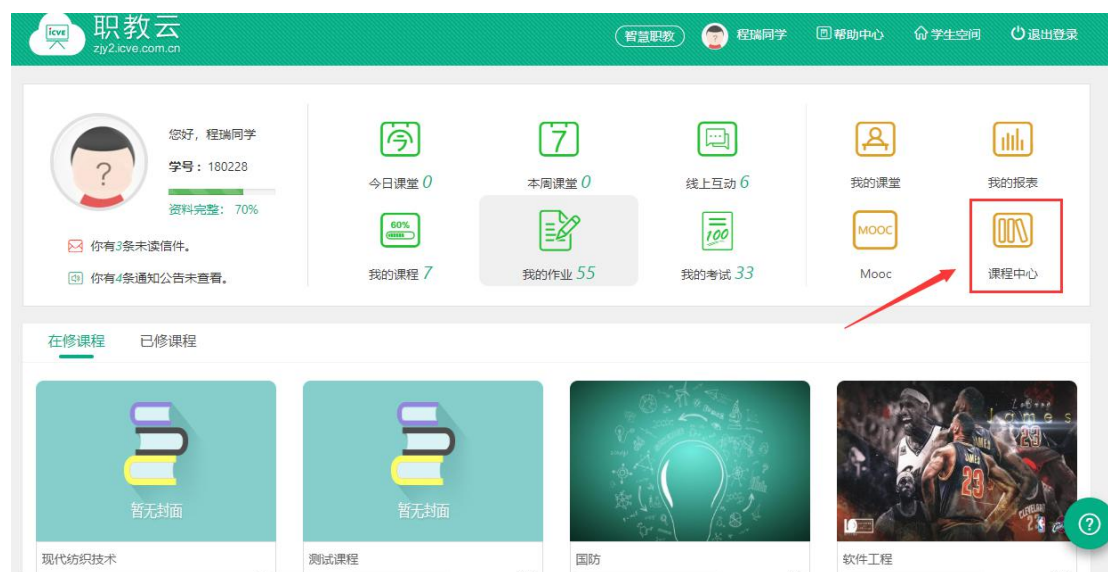 icve
职教云
zjy2.icve.com.cn
智慧职教
程瑞同学
帮助中心
学生空间
退出登录
您好，程瑞同学
学号：180228
资料完整： 70%
你有3条未读信件。
你有4条通知公告未查看。
今
今日课堂 0
7
本周课堂 0
线上互动 6
我的课堂
我的报表
60%
我的课程 7
我的作业 55
100
我的考试 33
MOOC
Mooc
课程中心
在修课程
已修课程
暂无封面
现代纺织技术
暂无封面
测试课程
国防
LeBron
James
23
23
软件工程